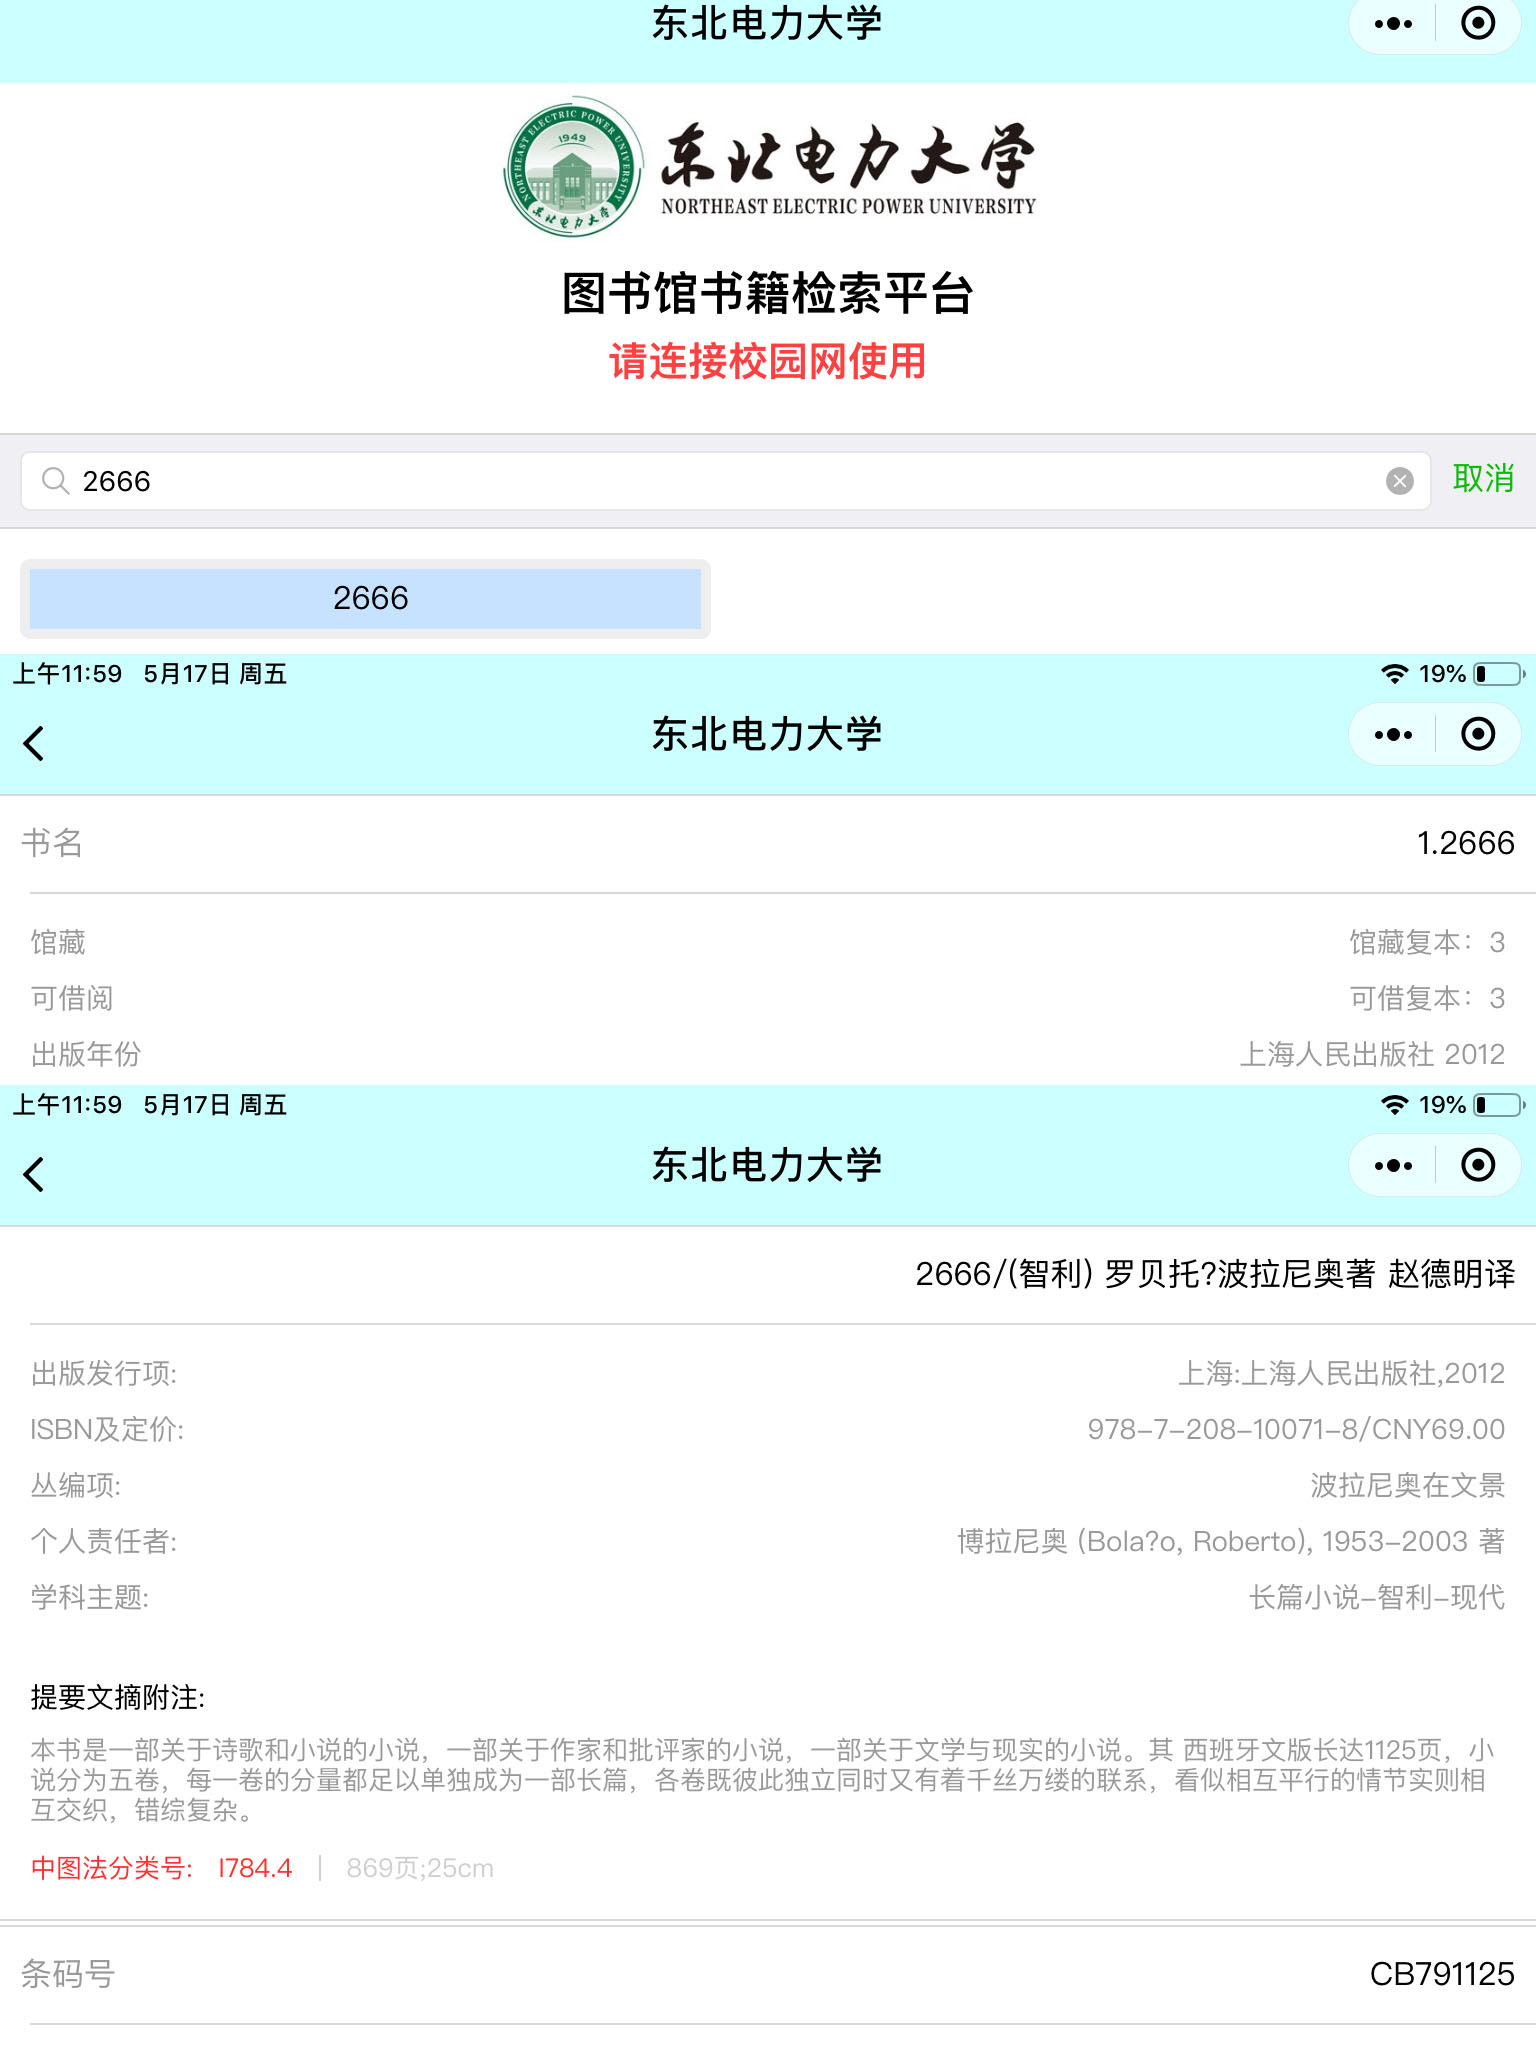 东北电力大学
NORTHEAST ELECTRIC POWER UNIVERSITY
1949
东北电力大学
东北电力大学
NORTHEAST ELECTRIC POWER UNIVERSITY
图书馆书籍检索平台
请连接校园网使用
2666 取消
2666
上午11:59 5月17日 周五 19%
东北电力大学
书名 1.2666
馆藏 馆藏复本：3
可借阅 可借复本：3
出版年份 上海人民出版社 2012
上午11:59 5月17日 周五 19%
东北电力大学
2666/(智利) 罗贝托?波拉尼奥著 赵德明译
出版发行项: 上海:上海人民出版社,2012
ISBN及定价: 978-7-208-10071-8/CNY69.00
丛编项: 波拉尼奥在文景
个人责任者: 博拉尼奥 (Bola?o, Roberto), 1953-2003 著
学科主题: 长篇小说-智利-现代
提要文摘附注:
本书是一部关于诗歌和小说的小说，一部关于作家和批评家的小说，一部关于文学与现实的小说。其 西班牙文版长达1125页，小
说分为五卷，每一卷的分量都足以单独成为一部长篇，各卷既彼此独立同时又有着千丝万缕的联系，看似相互平行的情节实则相
互交织，错综复杂。
中图法分类号: I784.4 869页;25cm
条码号 CB791125